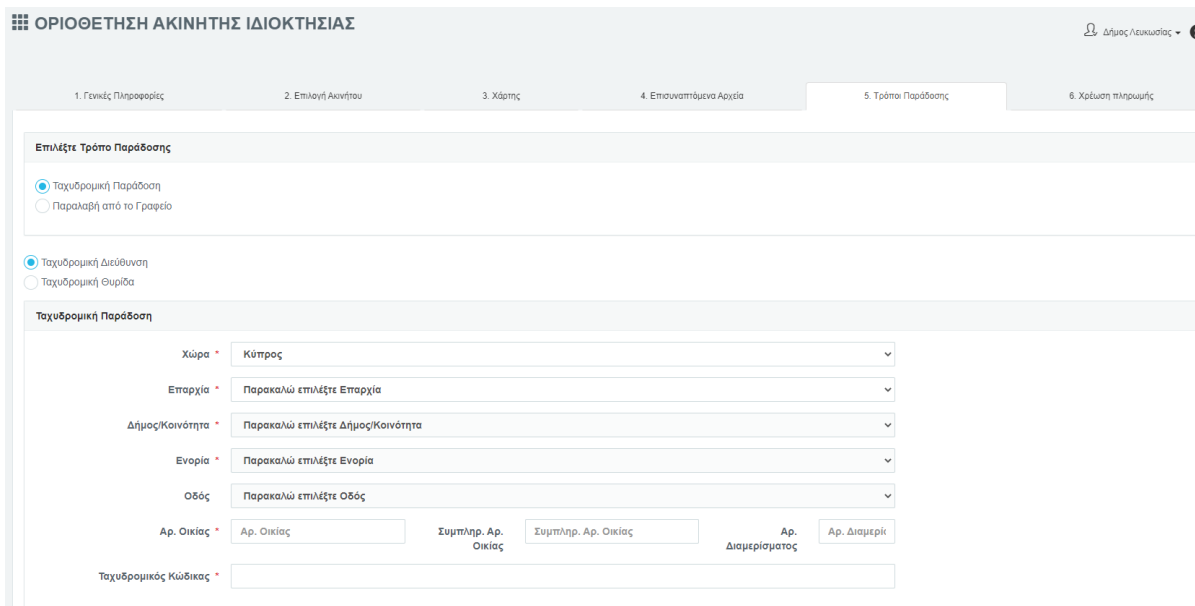 ΟΡΙΟΘΕΤΗΣΗ ΑΚΙΝΗΤΗΣ ΙΔΙΟΚΤΗΣΙΑΣ
Δήμος Λευκωσίας
1. Γενικές Πληροφορίες 2. Επιλογή Ακινήτου 3. Χάρτης 4. Επισυναπτόμενα Αρχεία 5. Τρόποι Παράδοσης 6. Χρέωση πληρωμής
Επιλέξτε Τρόπο Παράδοσης
Ταχυδρομική Παράδοση
Παραλαβή από το Γραφείο
Ταχυδρομική Διεύθυνση
Ταχυδρομική Θυρίδα
Ταχυδρομική Παράδοση
Χώρα * Κύπρος
Επαρχία * Παρακαλώ επιλέξτε Επαρχία
Δήμος/Κοινότητα * Παρακαλώ επιλέξτε Δήμος/Κοινότητα
Ενορία * Παρακαλώ επιλέξτε Ενορία
Οδός Παρακαλώ επιλέξτε Οδός
Αρ. Οικίας * Αρ. Οικίας Συμπληρ. Αρ. Οικίας Συμπληρ. Αρ. Οικίας Αρ. Διαμερίσματος Αρ. Διαμερίς
Ταχυδρομικός Κώδικας *